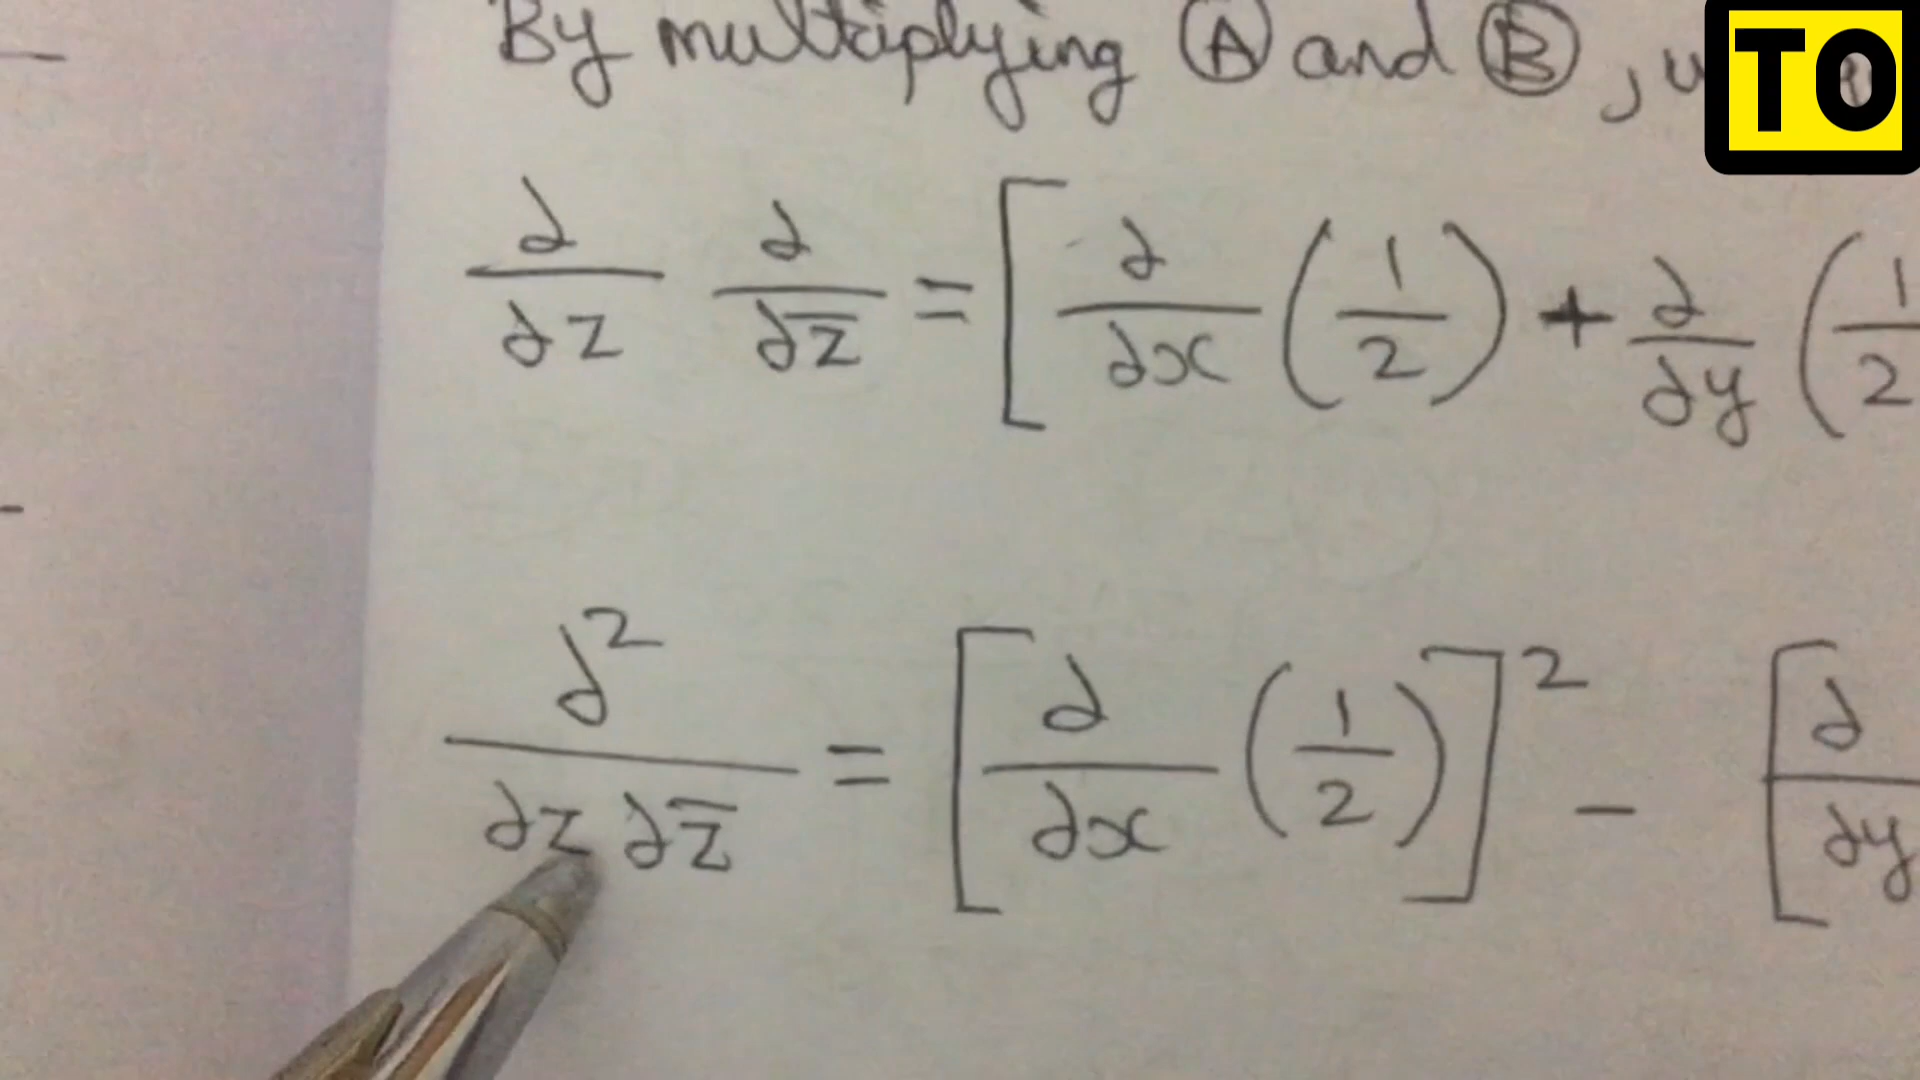 By multiplying Ⓐ and Ⓑ,
TO
∂/∂z ∂/∂z̅ = [ ∂/∂x (1/2) + ∂/∂y (1/2
∂²/∂z ∂z̅ = [ ∂/∂x (1/2) ]² - [ ∂/∂y